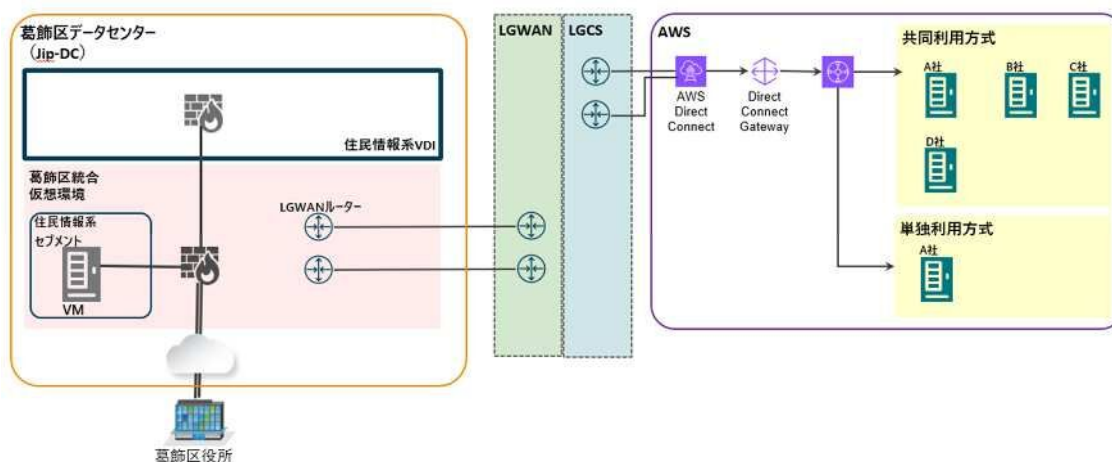 葛飾区データセンター
（Jip-DC）
住民情報系VDI
葛飾区統合
仮想環境
住民情報系
セブメント
VM
LGWANルーター
葛飾区役所
LGWAN
LGCS
AWS
AWS
Direct
Connect
Direct
Connect
Gateway
共同利用方式
A社
B社
C社
D社
単独利用方式
A社